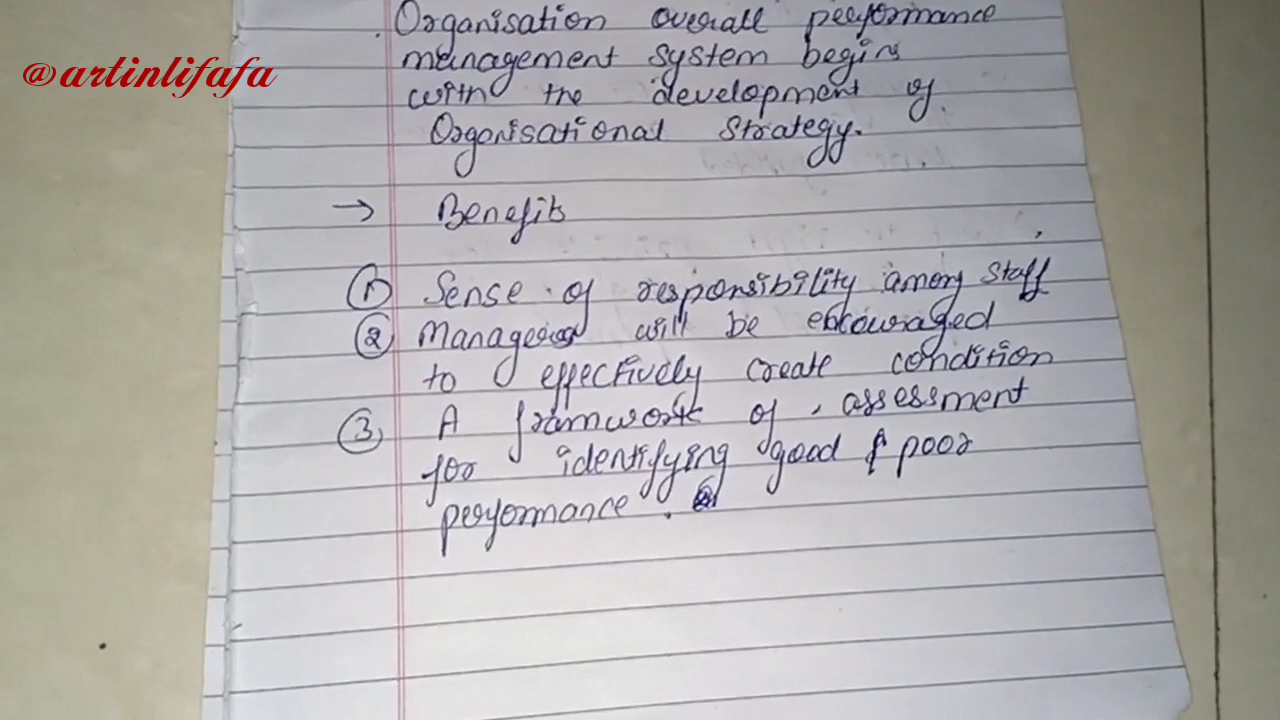 @artinlifafa
Organisation overall performance
management system begins
with the development of
Organisational Strategy.
→ Benefits
① Sense of responsibility among Staff
② Managers will be encouraged
to effectively create condition
③ A framwork of assessment
for identifying good & poor
performance.